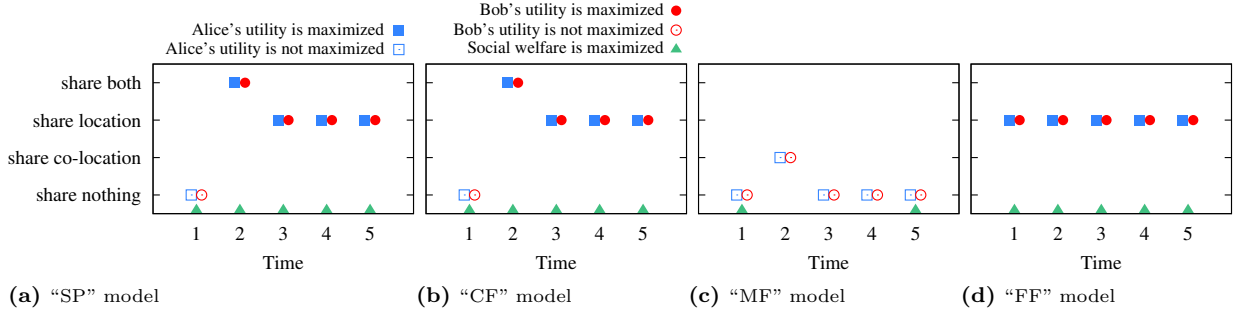 Alice’s utility is maximized
Alice’s utility is not maximized
Bob’s utility is maximized
Bob’s utility is not maximized
Social welfare is maximized
share both
share location
share co-location
share nothing
1 2 3 4 5
Time
1 2 3 4 5
Time
1 2 3 4 5
Time
1 2 3 4 5
Time
(a) “SP” model
(b) “CF” model
(c) “MF” model
(d) “FF” model